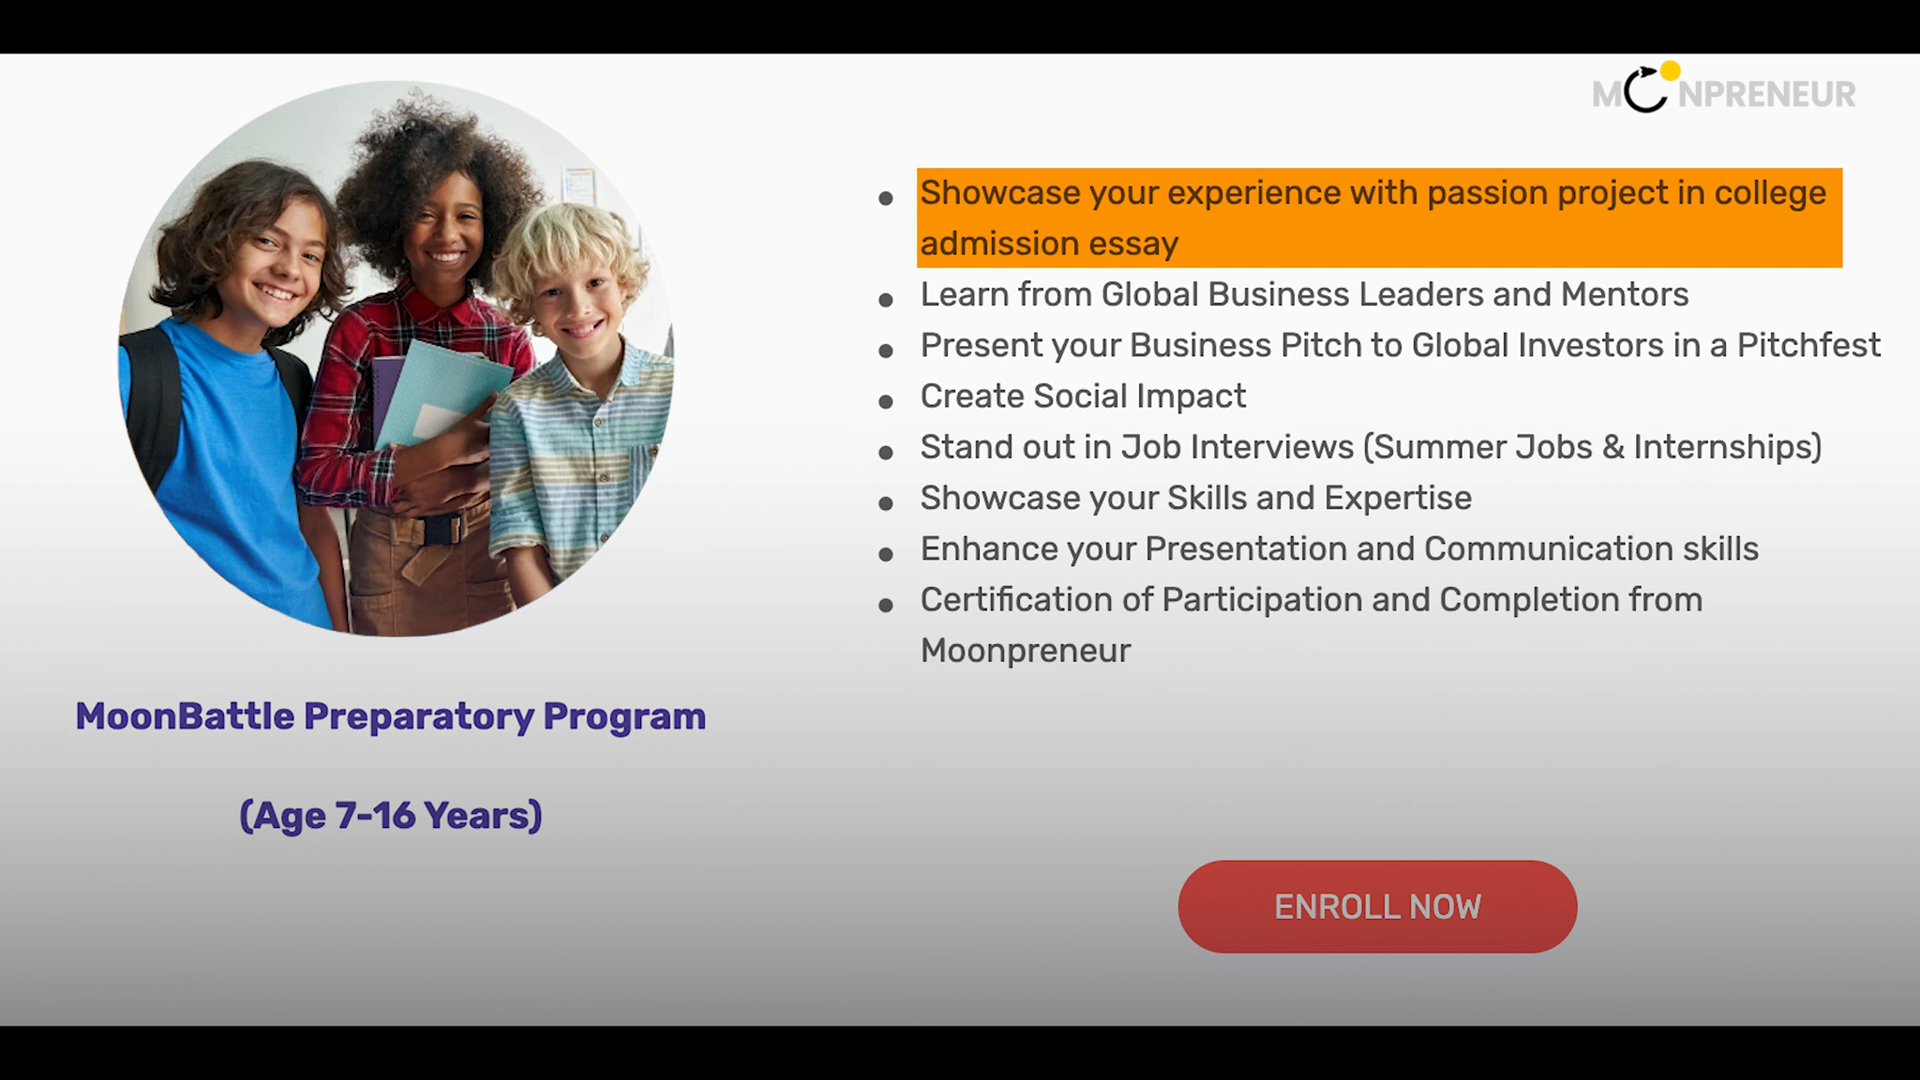 MOONPRENEUR
Showcase your experience with passion project in college
admission essay
Learn from Global Business Leaders and Mentors
Present your Business Pitch to Global Investors in a Pitchfest
Create Social Impact
Stand out in Job Interviews (Summer Jobs & Internships)
Showcase your Skills and Expertise
Enhance your Presentation and Communication skills
Certification of Participation and Completion from
Moonpreneur
MoonBattle Preparatory Program
(Age 7-16 Years)
ENROLL NOW